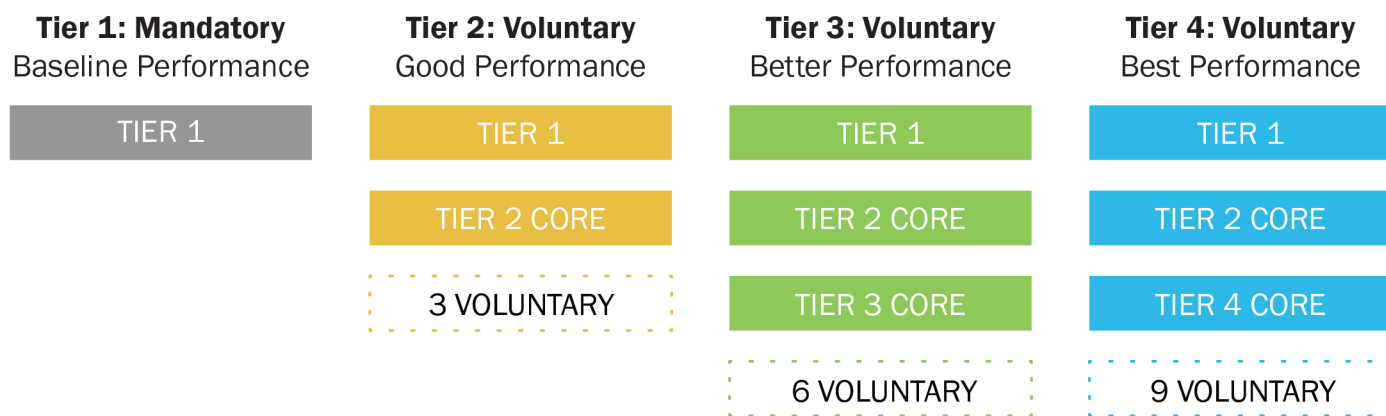 Tier 1: Mandatory
Baseline Performance
TIER 1
Tier 2: Voluntary
Good Performance
TIER 1
TIER 2 CORE
3 VOLUNTARY
Tier 3: Voluntary
Better Performance
TIER 1
TIER 2 CORE
TIER 3 CORE
6 VOLUNTARY
Tier 4: Voluntary
Best Performance
TIER 1
TIER 2 CORE
TIER 4 CORE
9 VOLUNTARY